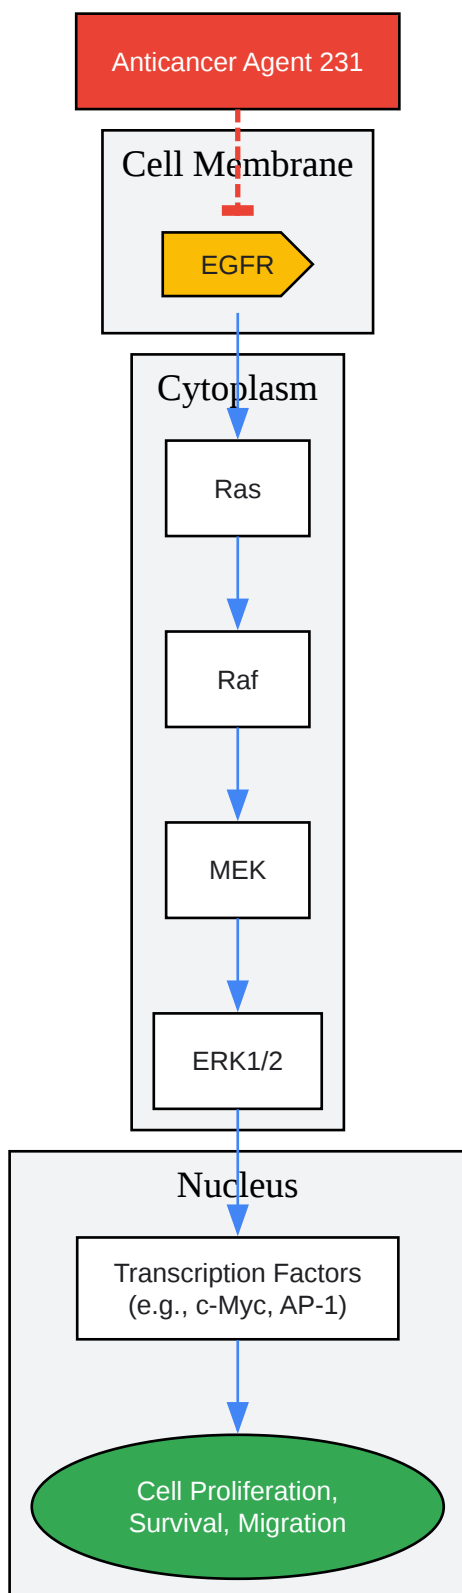 Anticancer Agent 231
Cell Membrane
EGFR
Cytoplasm
Ras
Raf
MEK
ERK1/2
Nucleus
Transcription Factors
(e.g., c-Myc, AP-1)
Cell Proliferation,
Survival, Migration